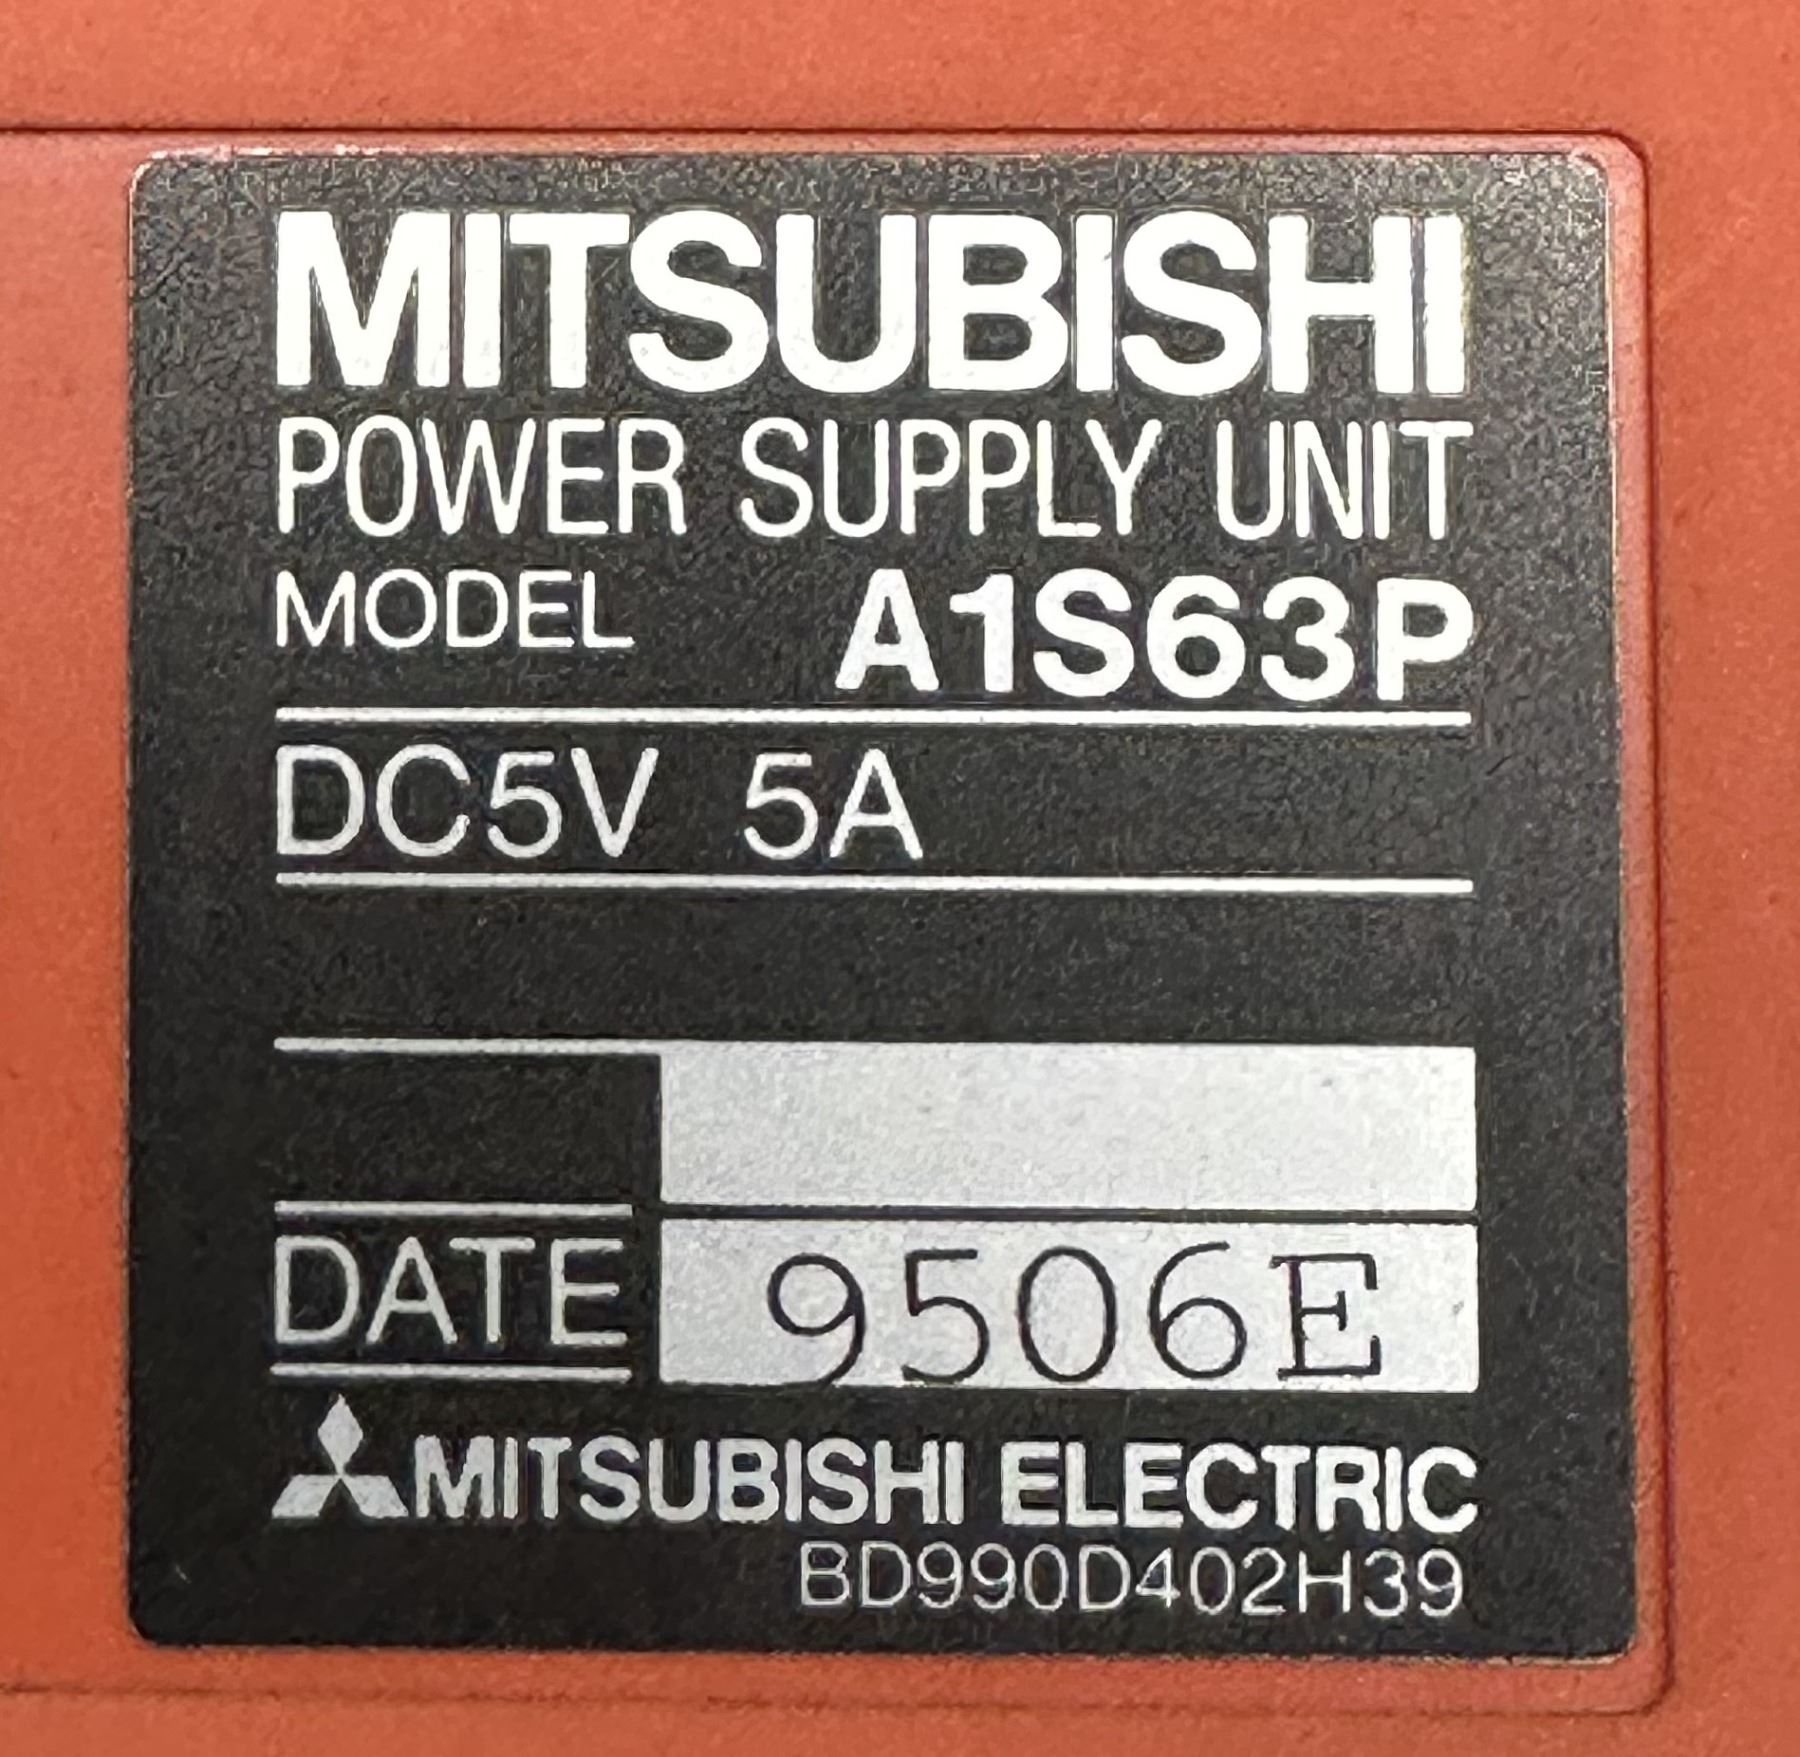 MITSUBISHI
POWER SUPPLY UNIT
MODEL A1S63P
DC5V 5A
DATE 9506E
MITSUBISHI ELECTRIC
BD990D402H39